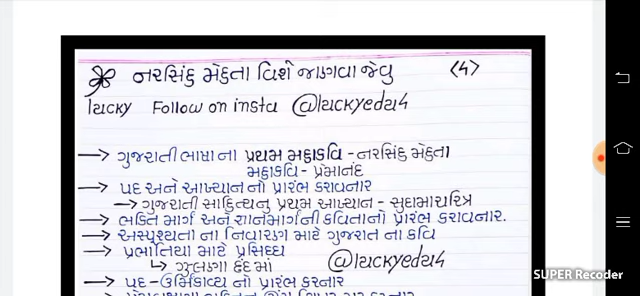 નરસિંહ મેહતા વિશે જાણવા જેવુ <4>
lucky Follow on insta @luckyedu4
→ ગુજરાતી ભાષા ના પ્રથમ મહાકવિ - નરસિંહ મેહતા
મહાકવિ - પ્રેમાનંદ
→ પદ અને આખ્યાન નો પ્રારંભ કરાવનાર
→ ગુજરાતી સાહિત્યનુ પ્રથમ આખ્યાન - સુદામાચરિત્ર
→ ભકિત માર્ગ અને જ્ઞાનમાર્ગની કવિતાનો પ્રારંભ કરાવનાર.
→ અસ્પૃશ્યતા ના નિવારણ માટે ગુજરાત ના કવિ
→ પ્રભાતિયા માટે પ્રસિધ્ધ
↳ ઝુલણા છંદ માં @luckyedu4
→ પદ - ઉર્મિકાવ્ય નો પ્રારંભ કરનાર
SUPER Recoder